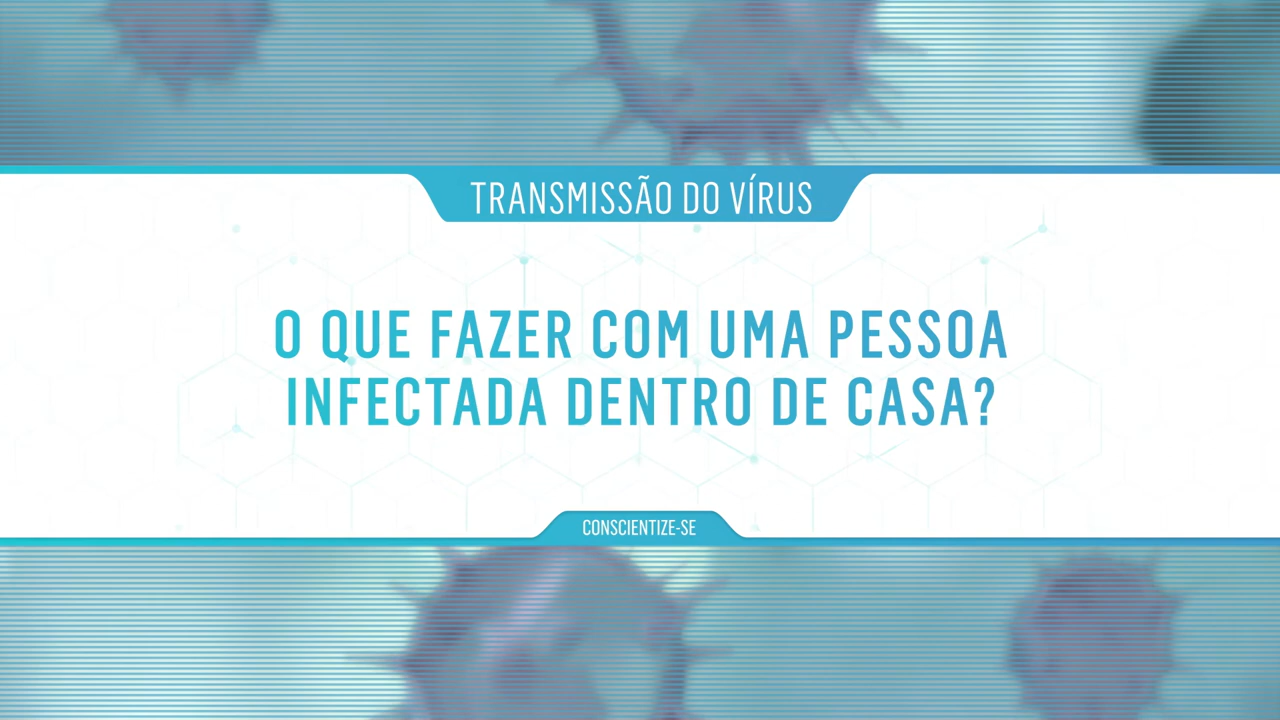 TRANSMISSÃO DO VÍRUS
O QUE FAZER COM UMA PESSOA
INFECTADA DENTRO DE CASA?
CONSCIENTIZE-SE